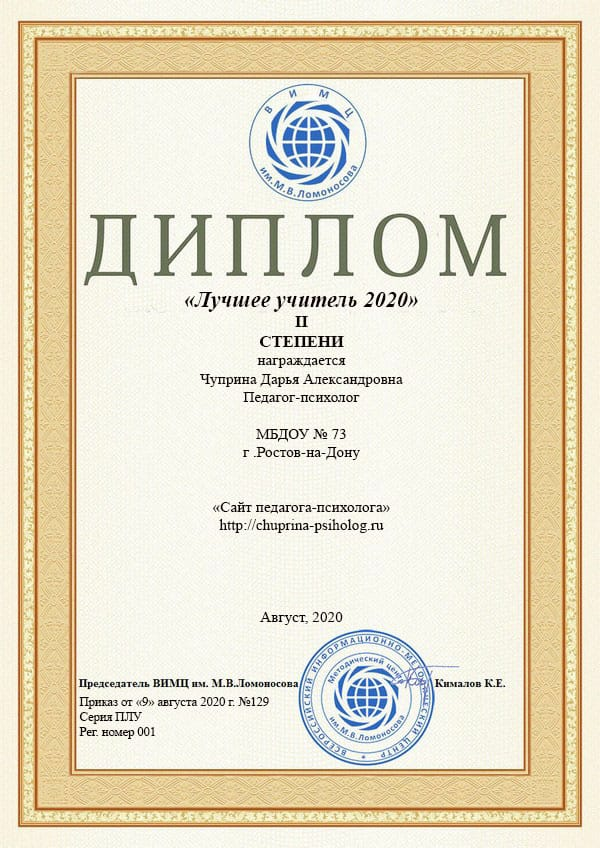 ВИМЦ
им.М.В.Ломоносова
ДИПЛОМ
«Лучшее учитель 2020»
II
СТЕПЕНИ
награждается
Чуприна Дарья Александровна
Педагог-психолог
МБДОУ № 73
г .Ростов-на-Дону
«Сайт педагога-психолога»
http://chuprina-psiholog.ru
Август, 2020
Председатель ВИМЦ им. М.В.Ломоносова
Кималов К.Е.
Приказ от «9» августа 2020 г. №129
Серия ПЛУ
Рег. номер 001
ВСЕРОССИЙСКИЙ ИНФОРМАЦИОННО-МЕТОДИЧЕСКИЙ ЦЕНТР
Методический центр
им.М.В.Ломоносова